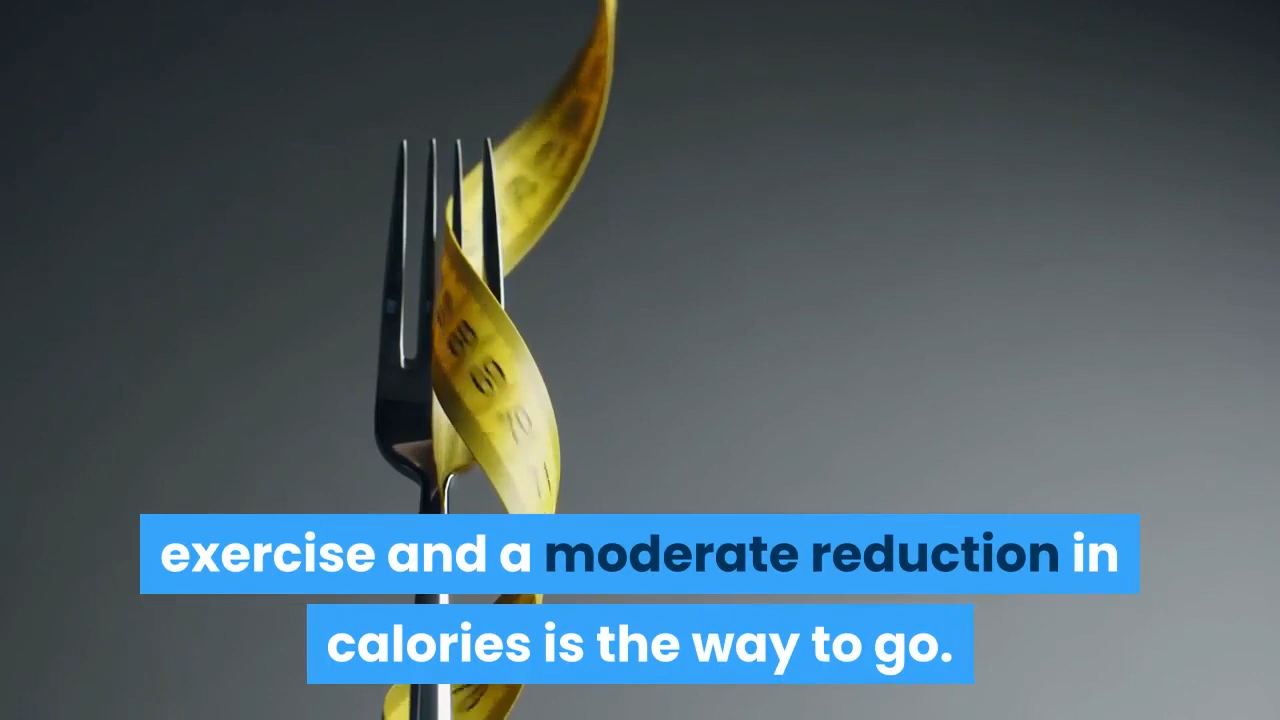 exercise and a moderate reduction in
calories is the way to go.